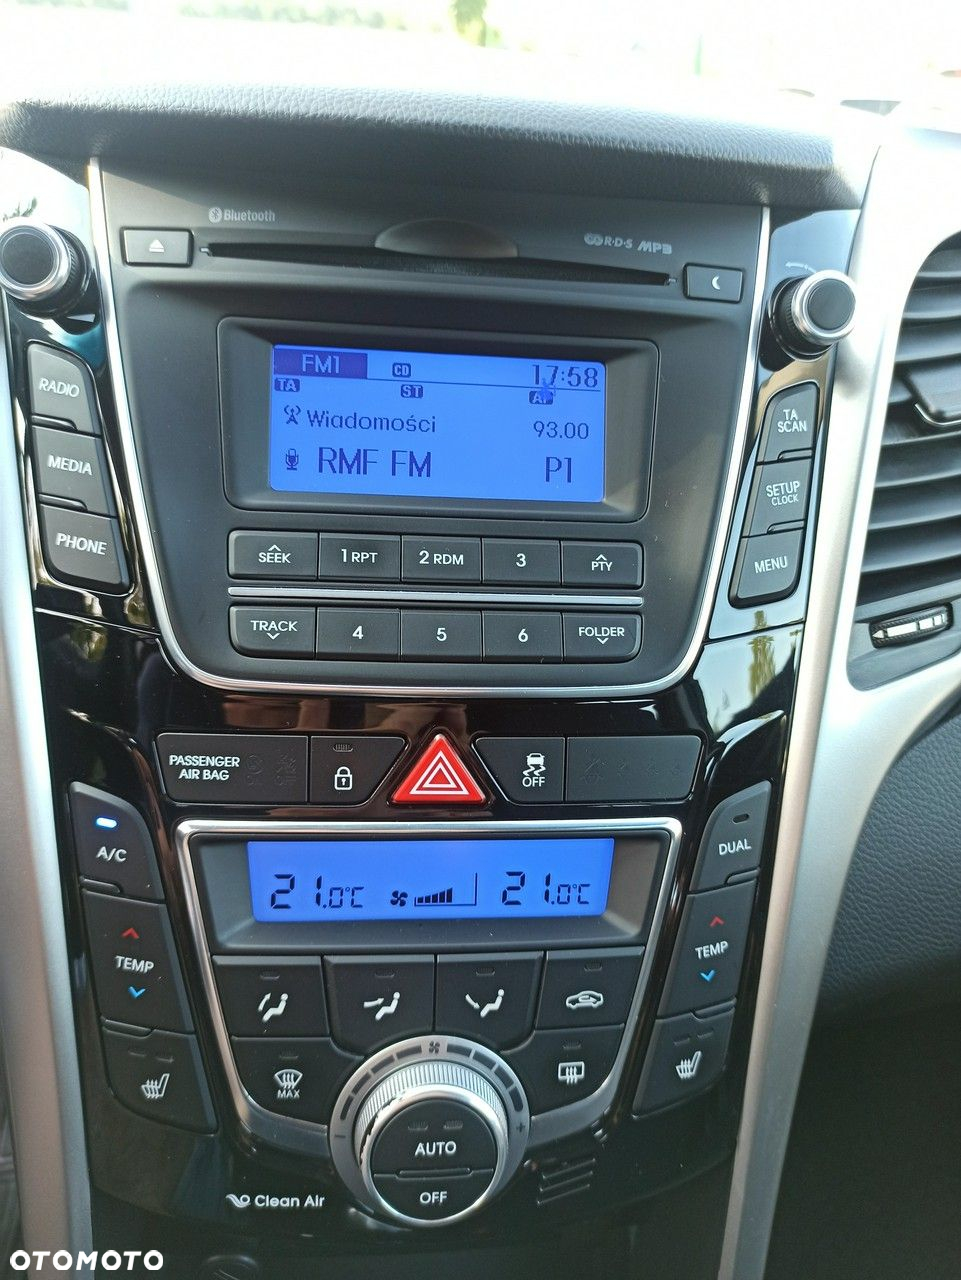 Bluetooth
R·D·S MP3
FM1 CD 17:58
TA ST AF
Wiadomości 93.00
RMF FM P1
RADIO
MEDIA
PHONE
TA
SCAN
SETUP
CLOCK
MENU
SEEK 1 RPT 2 RDM 3 PTY
TRACK 4 5 6 FOLDER
PASSENGER
AIR BAG
OFF
A/C
DUAL
21.0°C 21.0°C
TEMP
TEMP
MAX
AUTO
OFF
Clean Air
OTOMOTO